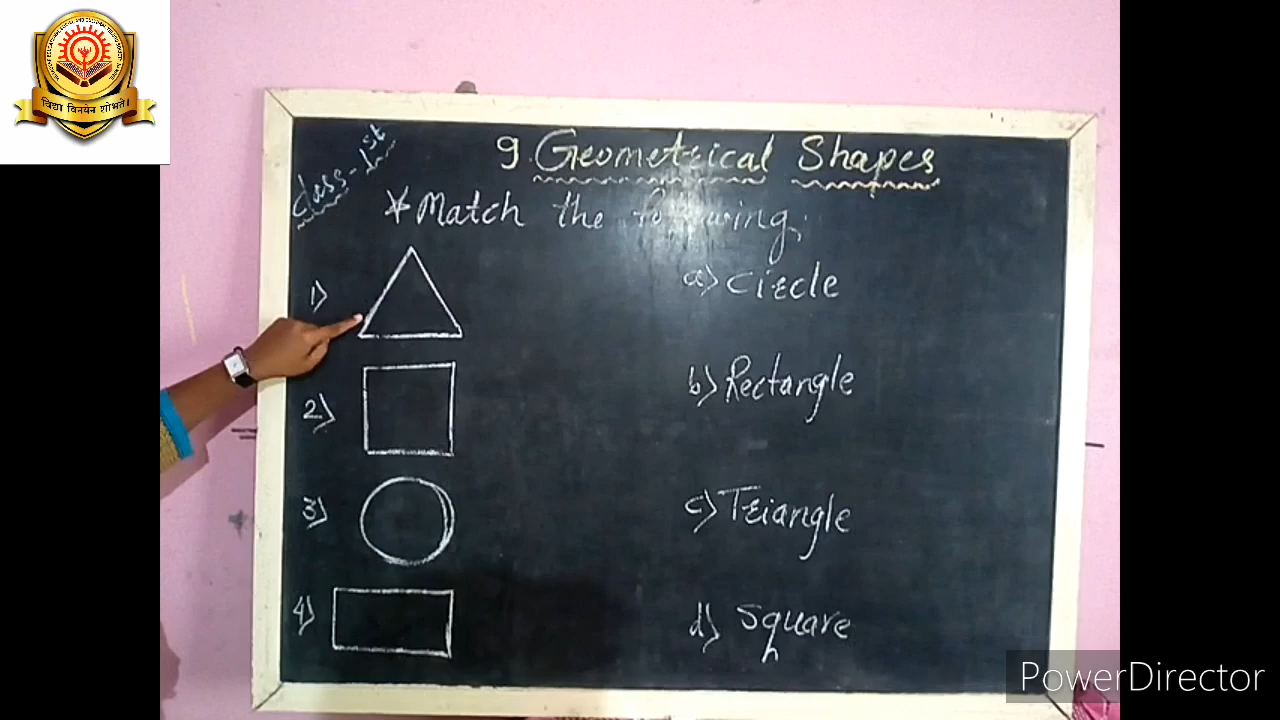 विद्या विनयेन शोभते।
Class-1st
9. Geometrical Shapes
* Match the following;
1)
a) Circle
2)
b) Rectangle
3)
c) Triangle
4)
d) Square
PowerDirector